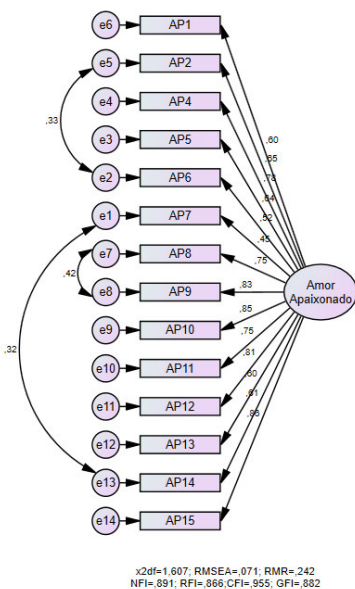 e6 AP1
e5 AP2
e4 AP4
e3 AP5
e2 AP6
e1 AP7
e7 AP8
e8 AP9
e9 AP10
e10 AP11
e11 AP12
e12 AP13
e13 AP14
e14 AP15
,33
,42
,32
,60
,65
,78
,64
,52
,45
,75
,83
,85
,75
,81
,60
,61
,86
Amor
Apaixonado
x2df=1,607; RMSEA=,071; RMR=,242
NFI=,891; RFI=,866;CFI=,955; GFI=,882